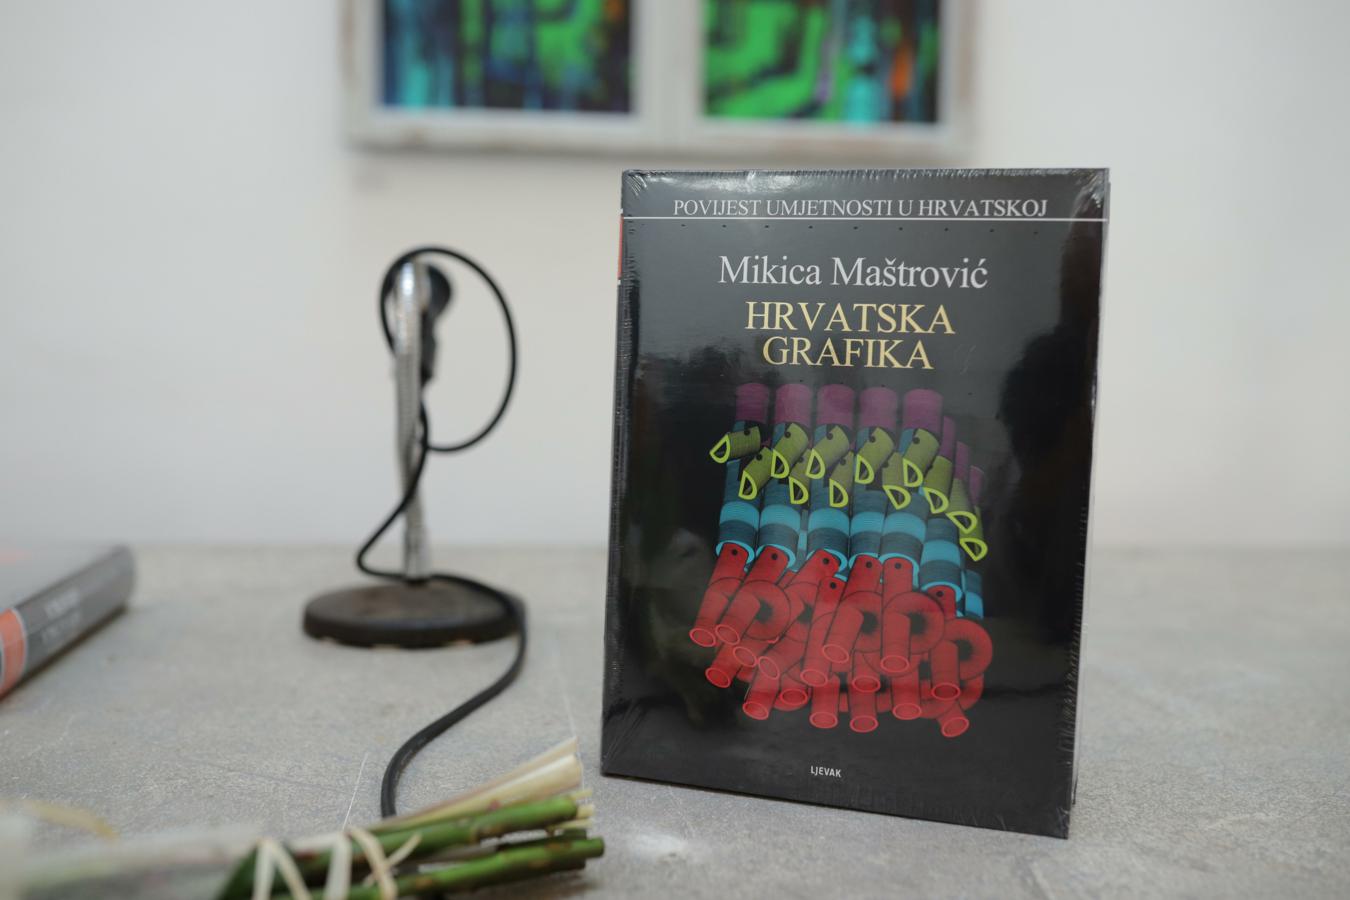 POVIJEST UMJETNOSTI U HRVATSKOJ
Mikica Maštrović
HRVATSKA
GRAFIKA
LJEVAK